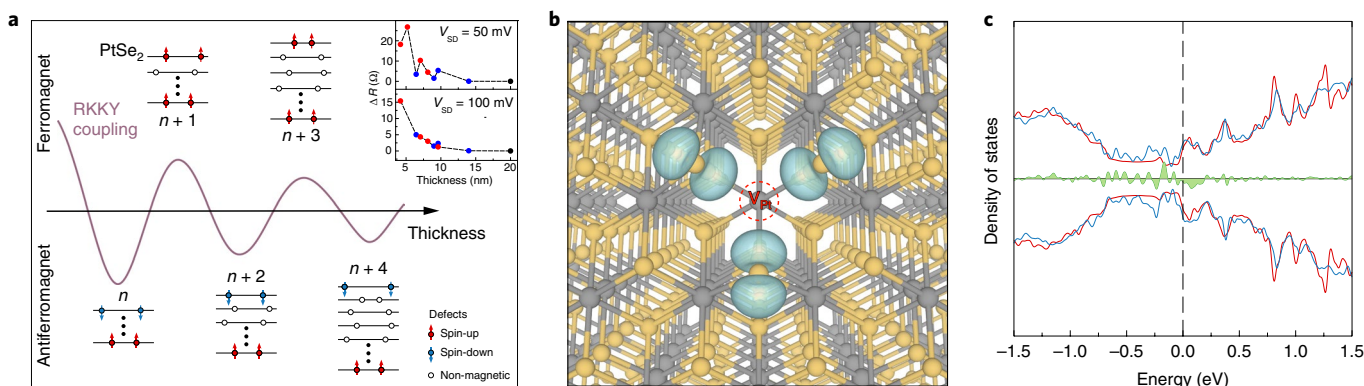 a
Ferromagnet
Antiferromagnet
PtSe2
n + 1
n + 3
RKKY
coupling
Thickness
n
n + 2
n + 4
Defects
Spin-up
Spin-down
Non-magnetic
VSD = 50 mV
20
10
0
VSD = 100 mV
15
10
5
0
Δ R (Ω)
5 10 15 20
Thickness (nm)
b
VPt
c
Density of states
−1.5 −1.0 −0.5 0.0 0.5 1.0 1.5
Energy (eV)